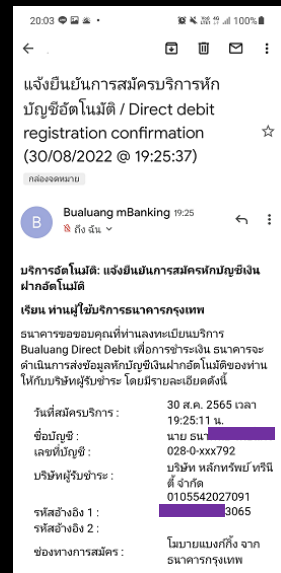 20:03
100%
แจ้งยืนยันการสมัครบริการหัก
บัญชีอัตโนมัติ / Direct debit
registration confirmation
(30/08/2022 @ 19:25:37)
กล่องจดหมาย
B
Bualuang mBanking 19:25
ถึง ฉัน
บริการอัตโนมัติ: แจ้งยืนยันการสมัครหักบัญชีเงิน
ฝากอัตโนมัติ
เรียน ท่านผู้ใช้บริการธนาคารกรุงเทพ
ธนาคารขอขอบคุณที่ท่านลงทะเบียนบริการ
Bualuang Direct Debit เพื่อการชำระเงิน ธนาคารจะ
ดำเนินการส่งข้อมูลหักบัญชีเงินฝากอัตโนมัติของท่าน
ให้กับบริษัทผู้รับชำระ โดยมีรายละเอียดดังนี้
วันที่สมัครบริการ : 30 ส.ค. 2565 เวลา
19:25:11 น.
ชื่อบัญชี : นาย ธนา
เลขที่บัญชี : 028-0-xxx792
บริษัทผู้รับชำระ : บริษัท หลักทรัพย์ ทรีนี
ตี้ จำกัด
0105542027091
รหัสอ้างอิง 1 : 3065
รหัสอ้างอิง 2 :
ช่องทางการสมัคร : โมบายแบงก์กิ้ง จาก
ธนาคารกรุงเทพ